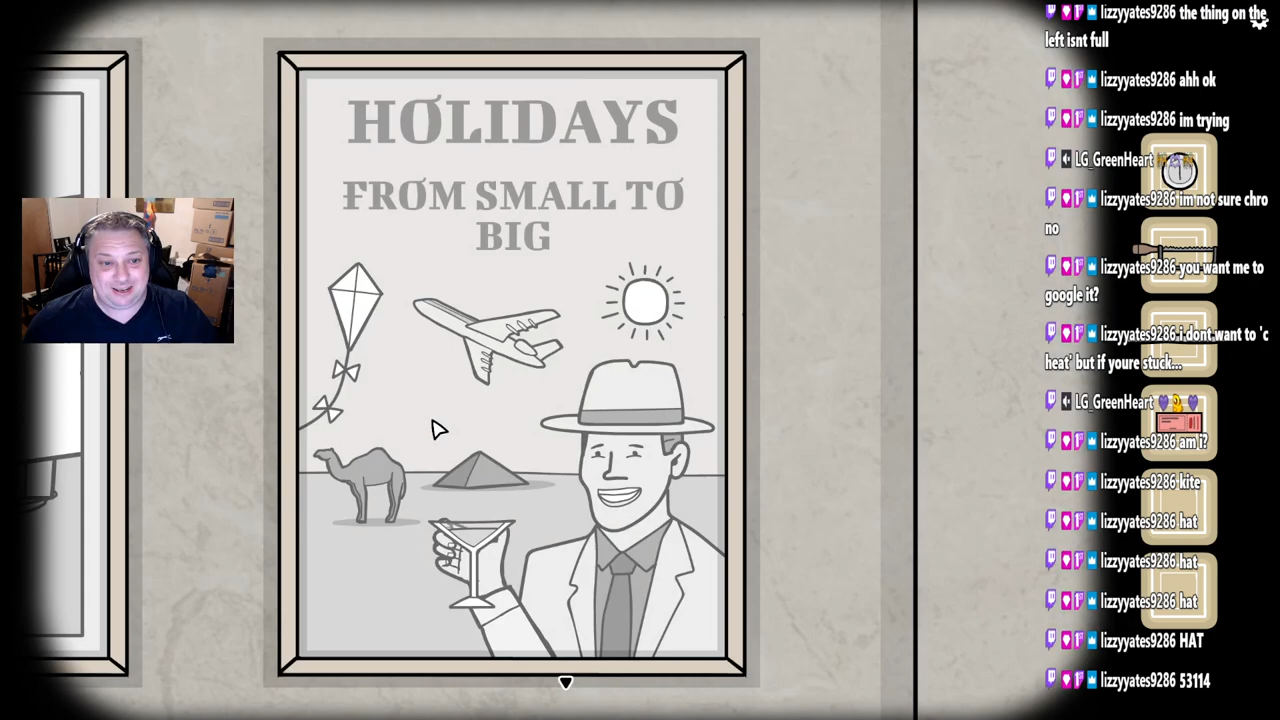 HOLIDAYS
FROM SMALL TO
BIG
lizzyyates9286 the thing on the
left isnt full
lizzyyates9286 ahh ok
lizzyyates9286 im trying
LG_GreenHeart
lizzyyates9286 im not sure chro
no
lizzyyates9286 you want me to
google it?
lizzyyates9286 i dont want to 'c
heat' but if youre stuck...
LG_GreenHeart
lizzyyates9286 am i?
lizzyyates9286 kite
lizzyyates9286 hat
lizzyyates9286 hat
lizzyyates9286 hat
lizzyyates9286 HAT
lizzyyates9286 53114